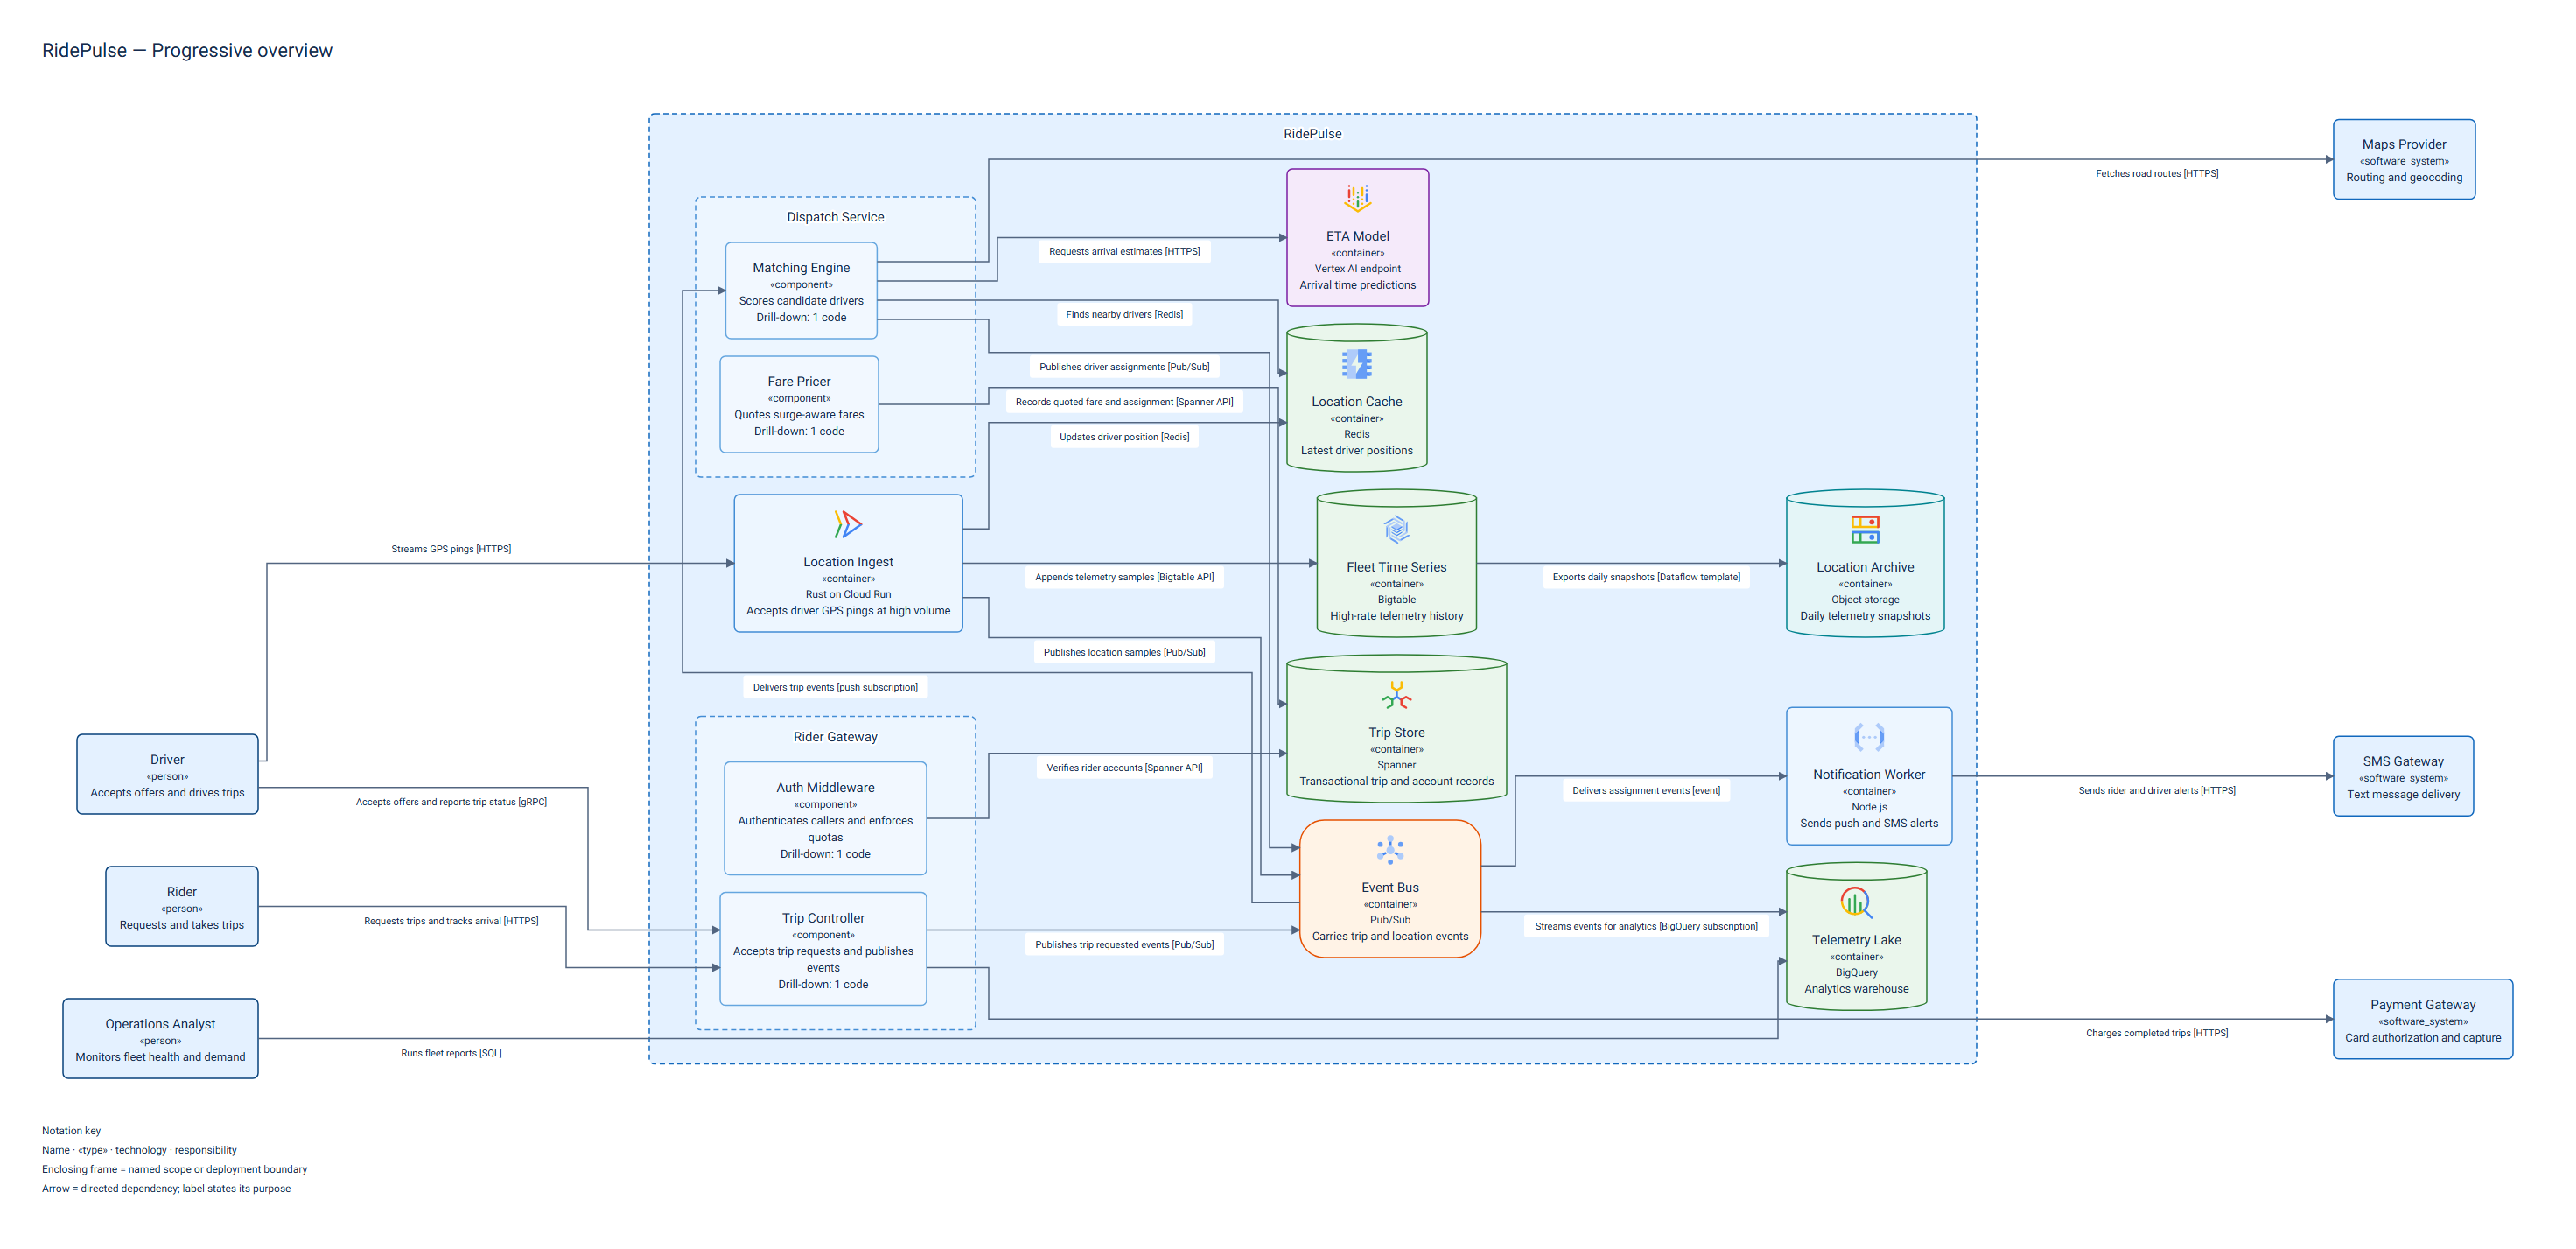 RidePulse — Progressive overview
RidePulse
Maps Provider
«software_system»
Routing and geocoding
Fetches road routes [HTTPS]
Dispatch Service
Matching Engine
«component»
Scores candidate drivers
Drill-down: 1 code
Fare Pricer
«component»
Quotes surge-aware fares
Drill-down: 1 code
Requests arrival estimates [HTTPS]
Finds nearby drivers [Redis]
Publishes driver assignments [Pub/Sub]
Records quoted fare and assignment [Spanner API]
Updates driver position [Redis]
ETA Model
«container»
Vertex AI endpoint
Arrival time predictions
Location Cache
«container»
Redis
Latest driver positions
Streams GPS pings [HTTPS]
Location Ingest
«container»
Rust on Cloud Run
Accepts driver GPS pings at high volume
Appends telemetry samples [Bigtable API]
Fleet Time Series
«container»
Bigtable
High-rate telemetry history
Exports daily snapshots [Dataflow template]
Location Archive
«container»
Object storage
Daily telemetry snapshots
Publishes location samples [Pub/Sub]
Delivers trip events [push subscription]
Trip Store
«container»
Spanner
Transactional trip and account records
Driver
«person»
Accepts offers and drives trips
Accepts offers and reports trip status [gRPC]
Rider Gateway
Auth Middleware
«component»
Authenticates callers and enforces
quotas
Drill-down: 1 code
Verifies rider accounts [Spanner API]
Delivers assignment events [event]
Notification Worker
«container»
Node.js
Sends push and SMS alerts
Sends rider and driver alerts [HTTPS]
SMS Gateway
«software_system»
Text message delivery
Rider
«person»
Requests and takes trips
Requests trips and tracks arrival [HTTPS]
Trip Controller
«component»
Accepts trip requests and publishes
events
Drill-down: 1 code
Publishes trip requested events [Pub/Sub]
Event Bus
«container»
Pub/Sub
Carries trip and location events
Streams events for analytics [BigQuery subscription]
Telemetry Lake
«container»
BigQuery
Analytics warehouse
Operations Analyst
«person»
Monitors fleet health and demand
Runs fleet reports [SQL]
Charges completed trips [HTTPS]
Payment Gateway
«software_system»
Card authorization and capture
Notation key
Name · «type» · technology · responsibility
Enclosing frame = named scope or deployment boundary
Arrow = directed dependency; label states its purpose